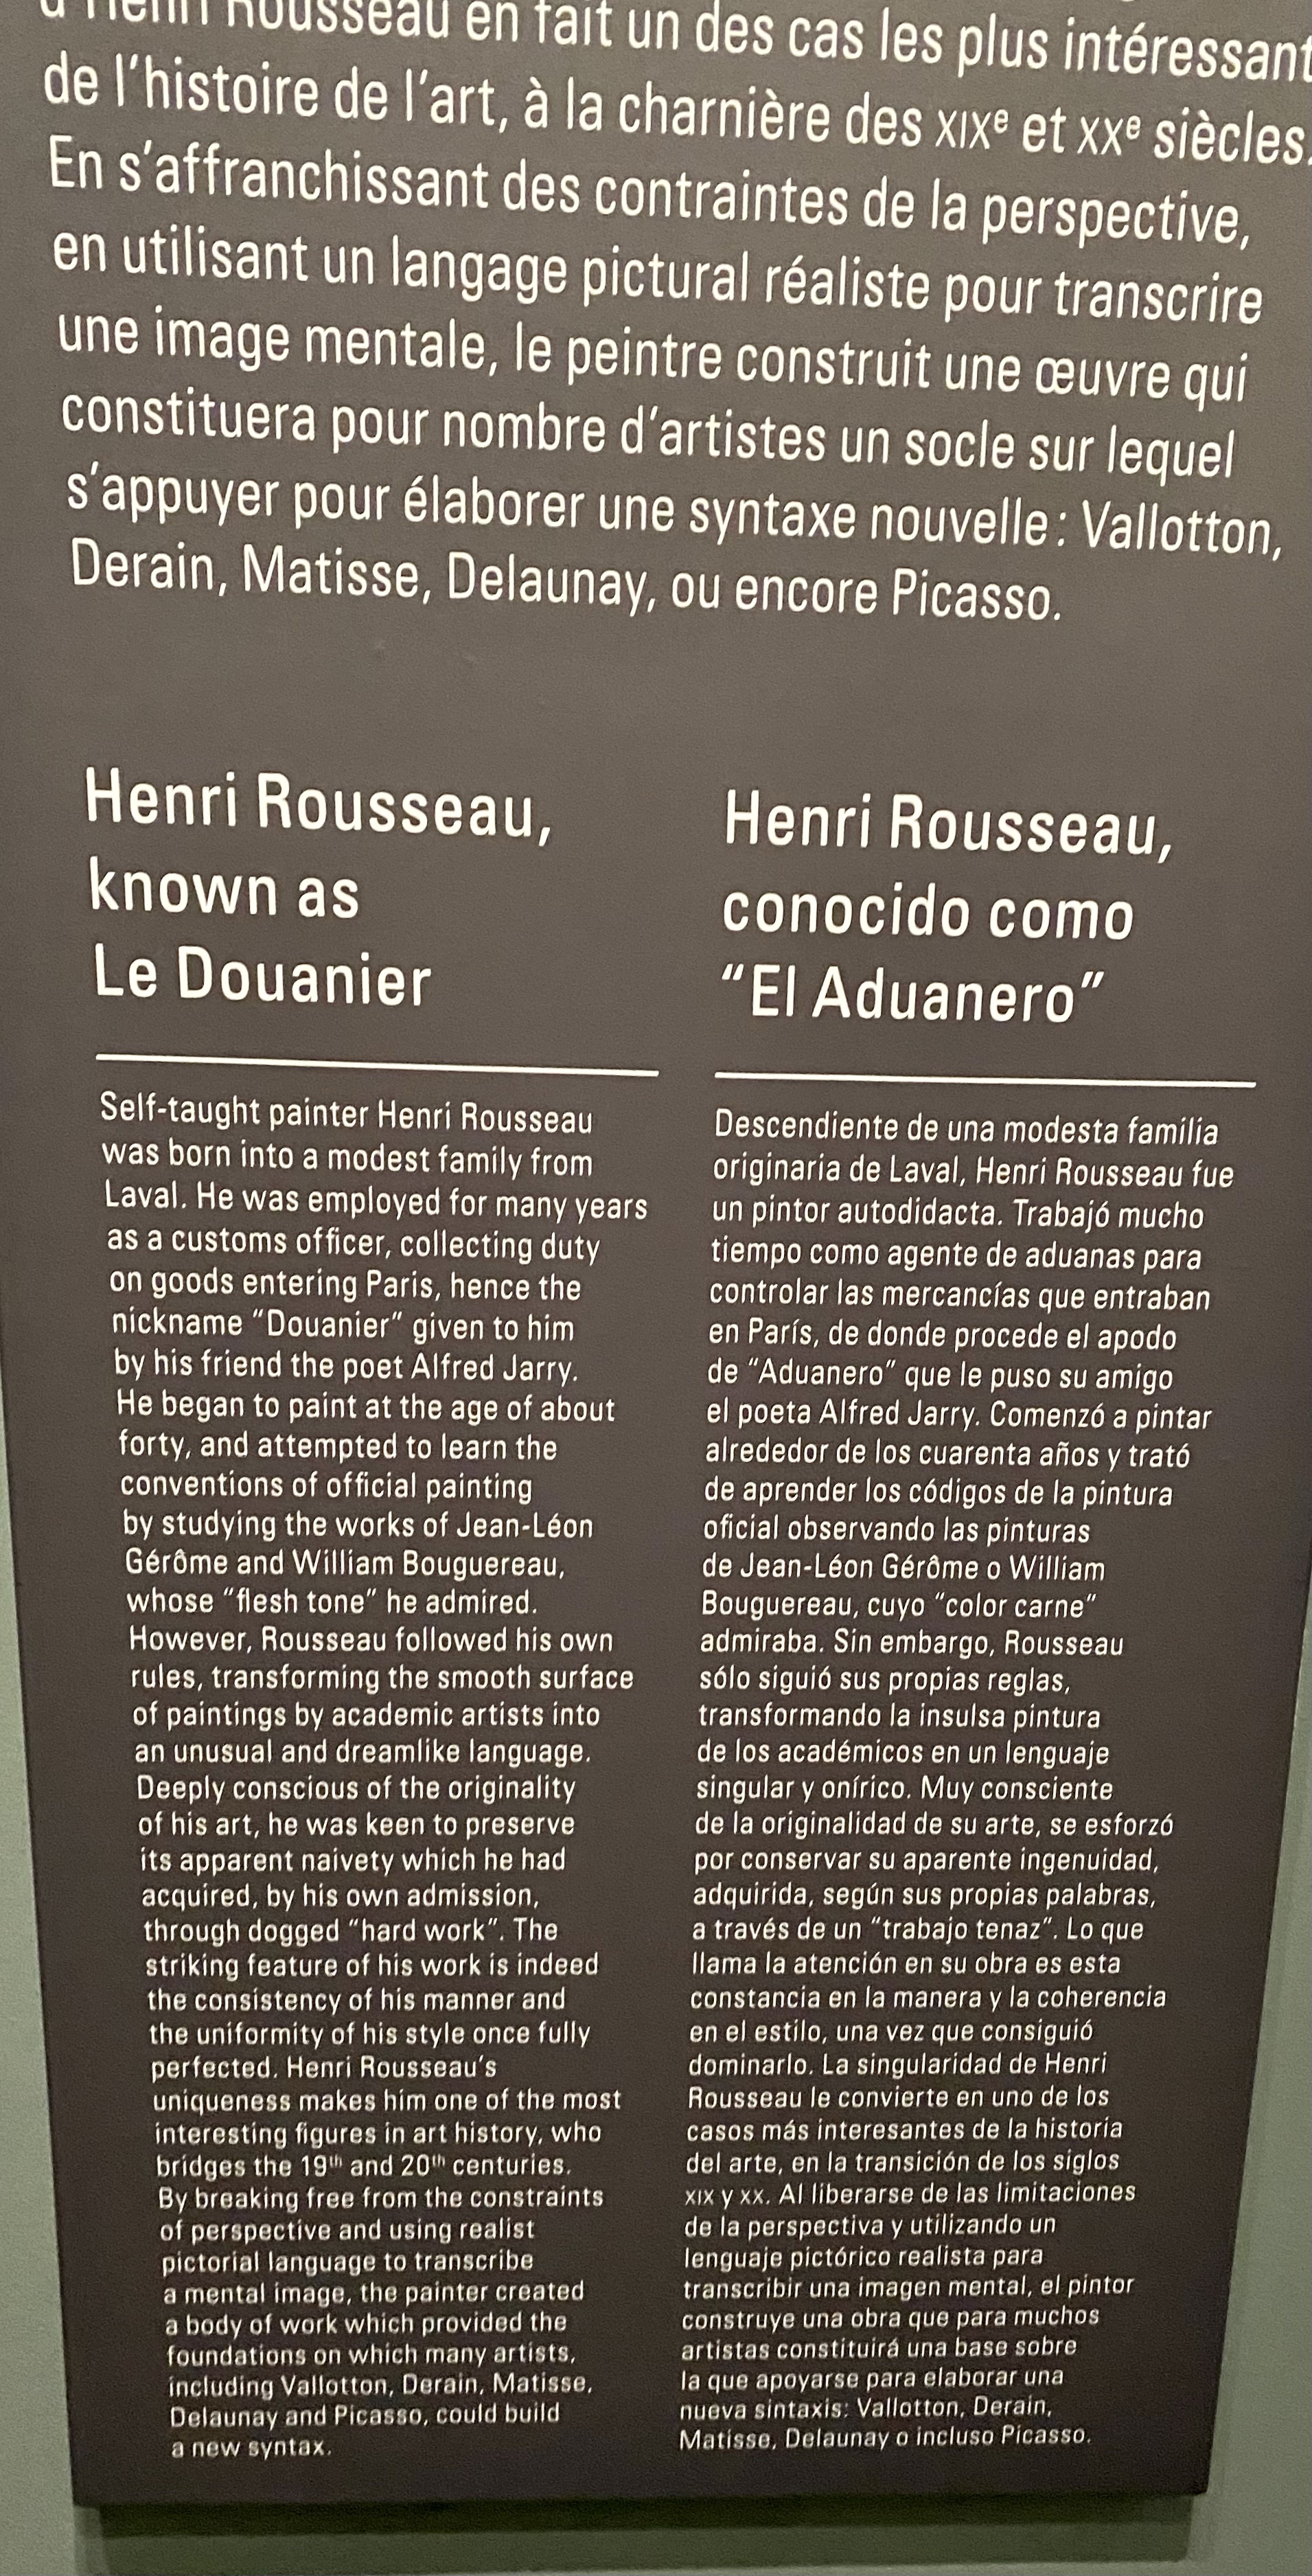 d'Henri Rousseau en fait un des cas les plus intéressant
de l'histoire de l'art, à la charnière des XIXe et XXe siècles.
En s'affranchissant des contraintes de la perspective,
en utilisant un langage pictural réaliste pour transcrire
une image mentale, le peintre construit une œuvre qui
constituera pour nombre d'artistes un socle sur lequel
s'appuyer pour élaborer une syntaxe nouvelle : Vallotton,
Derain, Matisse, Delaunay, ou encore Picasso.
Henri Rousseau,
known as
Le Douanier
Self-taught painter Henri Rousseau
was born into a modest family from
Laval. He was employed for many years
as a customs officer, collecting duty
on goods entering Paris, hence the
nickname “Douanier” given to him
by his friend the poet Alfred Jarry.
He began to paint at the age of about
forty, and attempted to learn the
conventions of official painting
by studying the works of Jean-Léon
Gérôme and William Bouguereau,
whose “flesh tone” he admired.
However, Rousseau followed his own
rules, transforming the smooth surface
of paintings by academic artists into
an unusual and dreamlike language.
Deeply conscious of the originality
of his art, he was keen to preserve
its apparent naivety which he had
acquired, by his own admission,
through dogged “hard work”. The
striking feature of his work is indeed
the consistency of his manner and
the uniformity of his style once fully
perfected. Henri Rousseau's
uniqueness makes him one of the most
interesting figures in art history, who
bridges the 19th and 20th centuries.
By breaking free from the constraints
of perspective and using realist
pictorial language to transcribe
a mental image, the painter created
a body of work which provided the
foundations on which many artists,
including Vallotton, Derain, Matisse,
Delaunay and Picasso, could build
a new syntax.
Henri Rousseau,
conocido como
“El Aduanero”
Descendiente de una modesta familia
originaria de Laval, Henri Rousseau fue
un pintor autodidacta. Trabajó mucho
tiempo como agente de aduanas para
controlar las mercancías que entraban
en París, de donde procede el apodo
de “Aduanero” que le puso su amigo
el poeta Alfred Jarry. Comenzó a pintar
alrededor de los cuarenta años y trató
de aprender los códigos de la pintura
oficial observando las pinturas
de Jean-Léon Gérôme o William
Bouguereau, cuyo “color carne”
admiraba. Sin embargo, Rousseau
sólo siguió sus propias reglas,
transformando la insulsa pintura
de los académicos en un lenguaje
singular y onírico. Muy consciente
de la originalidad de su arte, se esforzó
por conservar su aparente ingenuidad,
adquirida, según sus propias palabras,
a través de un “trabajo tenaz”. Lo que
llama la atención en su obra es esta
constancia en la manera y la coherencia
en el estilo, una vez que consiguió
dominarlo. La singularidad de Henri
Rousseau le convierte en uno de los
casos más interesantes de la historia
del arte, en la transición de los siglos
XIX y XX. Al liberarse de las limitaciones
de la perspectiva y utilizando un
lenguaje pictórico realista para
transcribir una imagen mental, el pintor
construye una obra que para muchos
artistas constituirá una base sobre
la que apoyarse para elaborar una
nueva sintaxis: Vallotton, Derain,
Matisse, Delaunay o incluso Picasso.